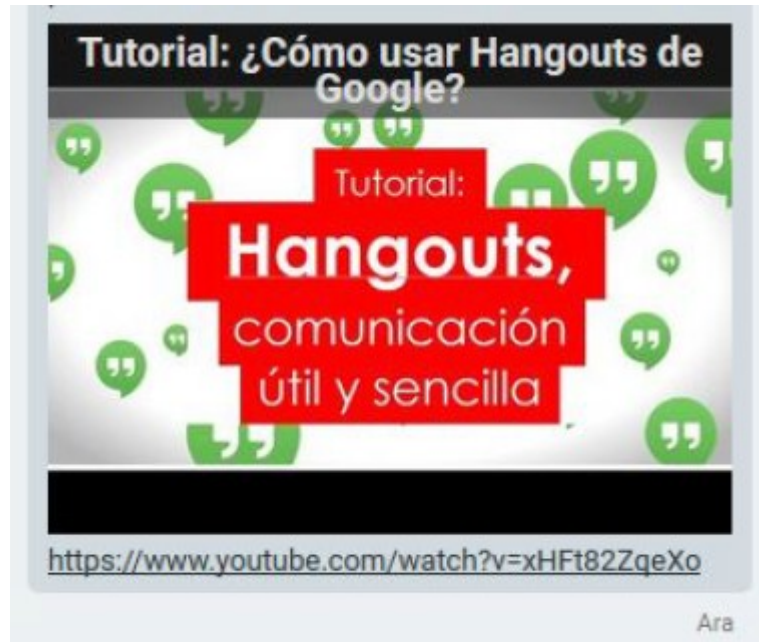 Tutorial: ¿Cómo usar Hangouts de
Google?
Tutorial:
Hangouts,
comunicación
útil y sencilla
https://www.youtube.com/watch?v=xHFt82ZqeXo
Ara